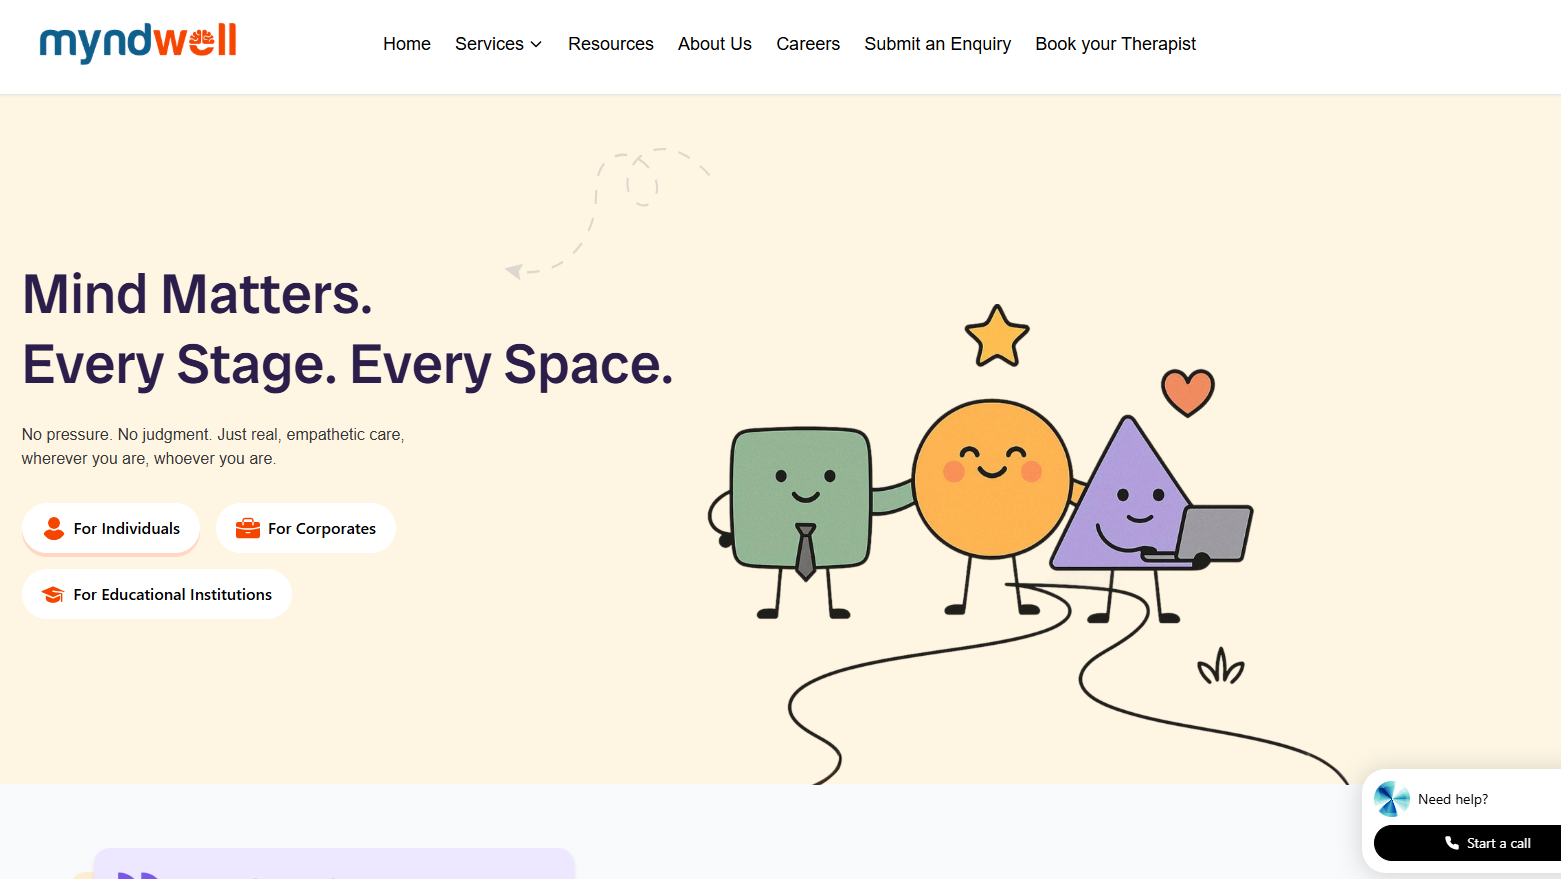 myndwell
Home Services Resources About Us Careers Submit an Enquiry Book your Therapist
Mind Matters.
Every Stage. Every Space.
No pressure. No judgment. Just real, empathetic care,
wherever you are, whoever you are.
For Individuals
For Corporates
For Educational Institutions
Need help?
Start a call